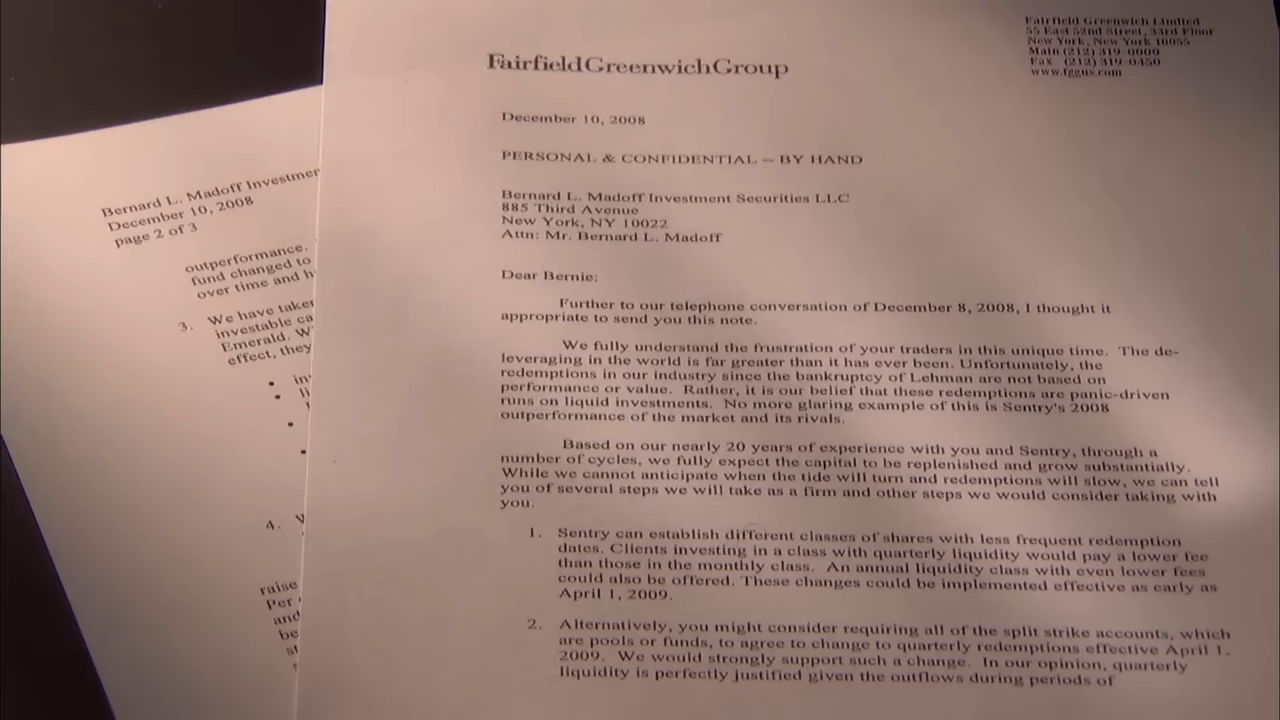 Fairfield Greenwich Limited
55 East 52nd Street, 33rd Floor
New York, New York 10055
Main (212) 319-0000
Fax (212) 319-0450
www.fggus.com
FairfieldGreenwichGroup
December 10, 2008
PERSONAL & CONFIDENTIAL – BY HAND
Bernard L. Madoff Investment Securities LLC
885 Third Avenue
New York, NY 10022
Attn: Mr. Bernard L. Madoff
Dear Bernie:
Further to our telephone conversation of December 8, 2008, I thought it
appropriate to send you this note.
We fully understand the frustration of your traders in this unique time. The de-
leveraging in the world is far greater than it has ever been. Unfortunately, the
redemptions in our industry since the bankruptcy of Lehman are not based on
performance or value. Rather, it is our belief that these redemptions are panic-driven
runs on liquid investments. No more glaring example of this is Sentry's 2008
outperformance of the market and its rivals.
Based on our nearly 20 years of experience with you and Sentry, through a
number of cycles, we fully expect the capital to be replenished and grow substantially.
While we cannot anticipate when the tide will turn and redemptions will slow, we can tell
you of several steps we will take as a firm and other steps we would consider taking with
you.
1. Sentry can establish different classes of shares with less frequent redemption
dates. Clients investing in a class with quarterly liquidity would pay a lower fee
than those in the monthly class. An annual liquidity class with even lower fees
could also be offered. These changes could be implemented effective as early as
April 1, 2009.
2. Alternatively, you might consider requiring all of the split strike accounts, which
are pools or funds, to agree to change to quarterly redemptions effective April 1,
2009. We would strongly support such a change. In our opinion, quarterly
liquidity is perfectly justified given the outflows during periods of
Bernard L. Madoff Investmen
December 10, 2008
page 2 of 3
outperformance.
fund changed to
over time and h
3. We have taken
investable ca
Emerald. W
effect, they
• in
• li
•
•
4. W
raise
Per
and
be
st